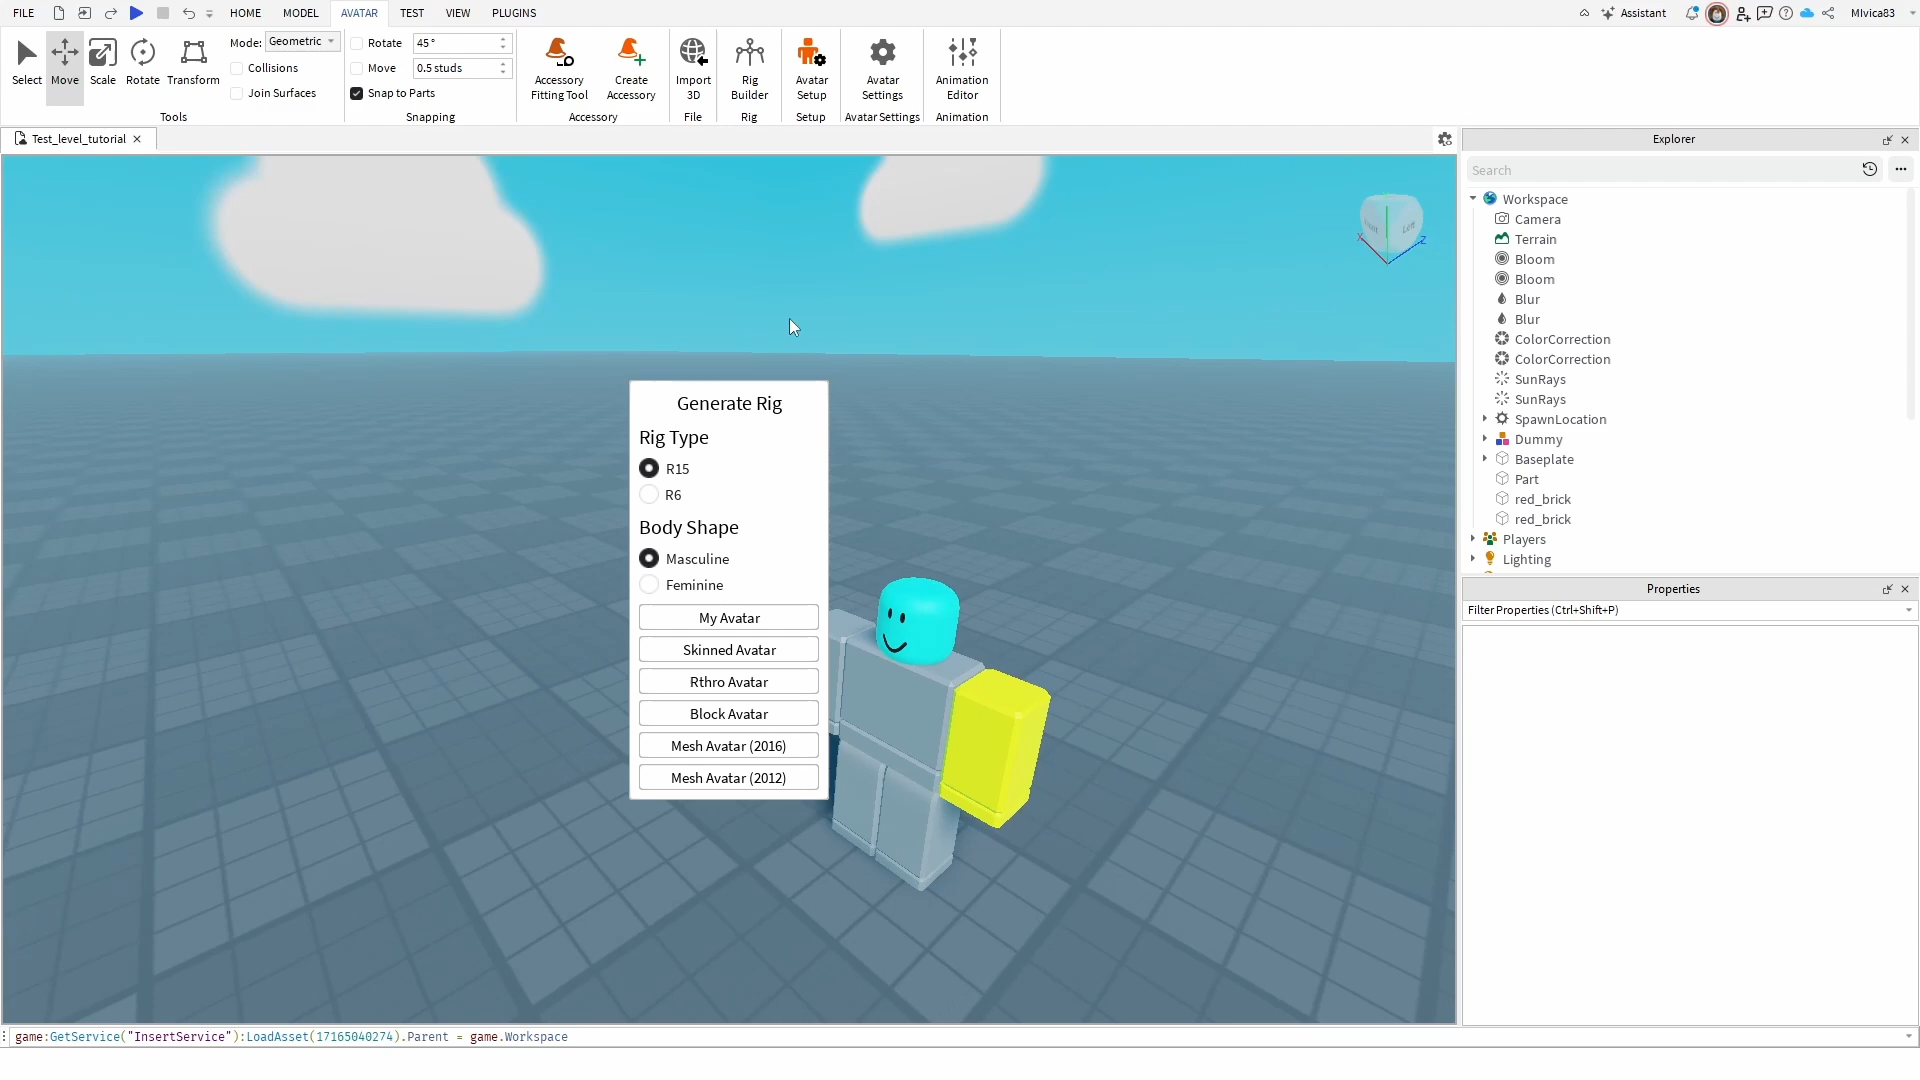 FILE
HOME
MODEL
AVATAR
TEST
VIEW
PLUGINS
Assistant
MIvica83
Select
Move
Scale
Rotate
Transform
Mode: Geometric
Collisions
Join Surfaces
Tools
Rotate 45°
Move 0.5 studs
Snap to Parts
Snapping
Accessory
Fitting Tool
Create
Accessory
Accessory
Import
3D
File
Rig
Builder
Rig
Avatar
Setup
Setup
Avatar
Settings
Avatar Settings
Animation
Editor
Animation
Test_level_tutorial
Generate Rig
Rig Type
R15
R6
Body Shape
Masculine
Feminine
My Avatar
Skinned Avatar
Rthro Avatar
Block Avatar
Mesh Avatar (2016)
Mesh Avatar (2012)
X
Z
Explorer
Search
Workspace
Camera
Terrain
Bloom
Bloom
Blur
Blur
ColorCorrection
ColorCorrection
SunRays
SunRays
SpawnLocation
Dummy
Baseplate
Part
red_brick
red_brick
Players
Lighting
Properties
Filter Properties (Ctrl+Shift+P)
game:GetService("InsertService"):LoadAsset(17165040274).Parent = game.Workspace